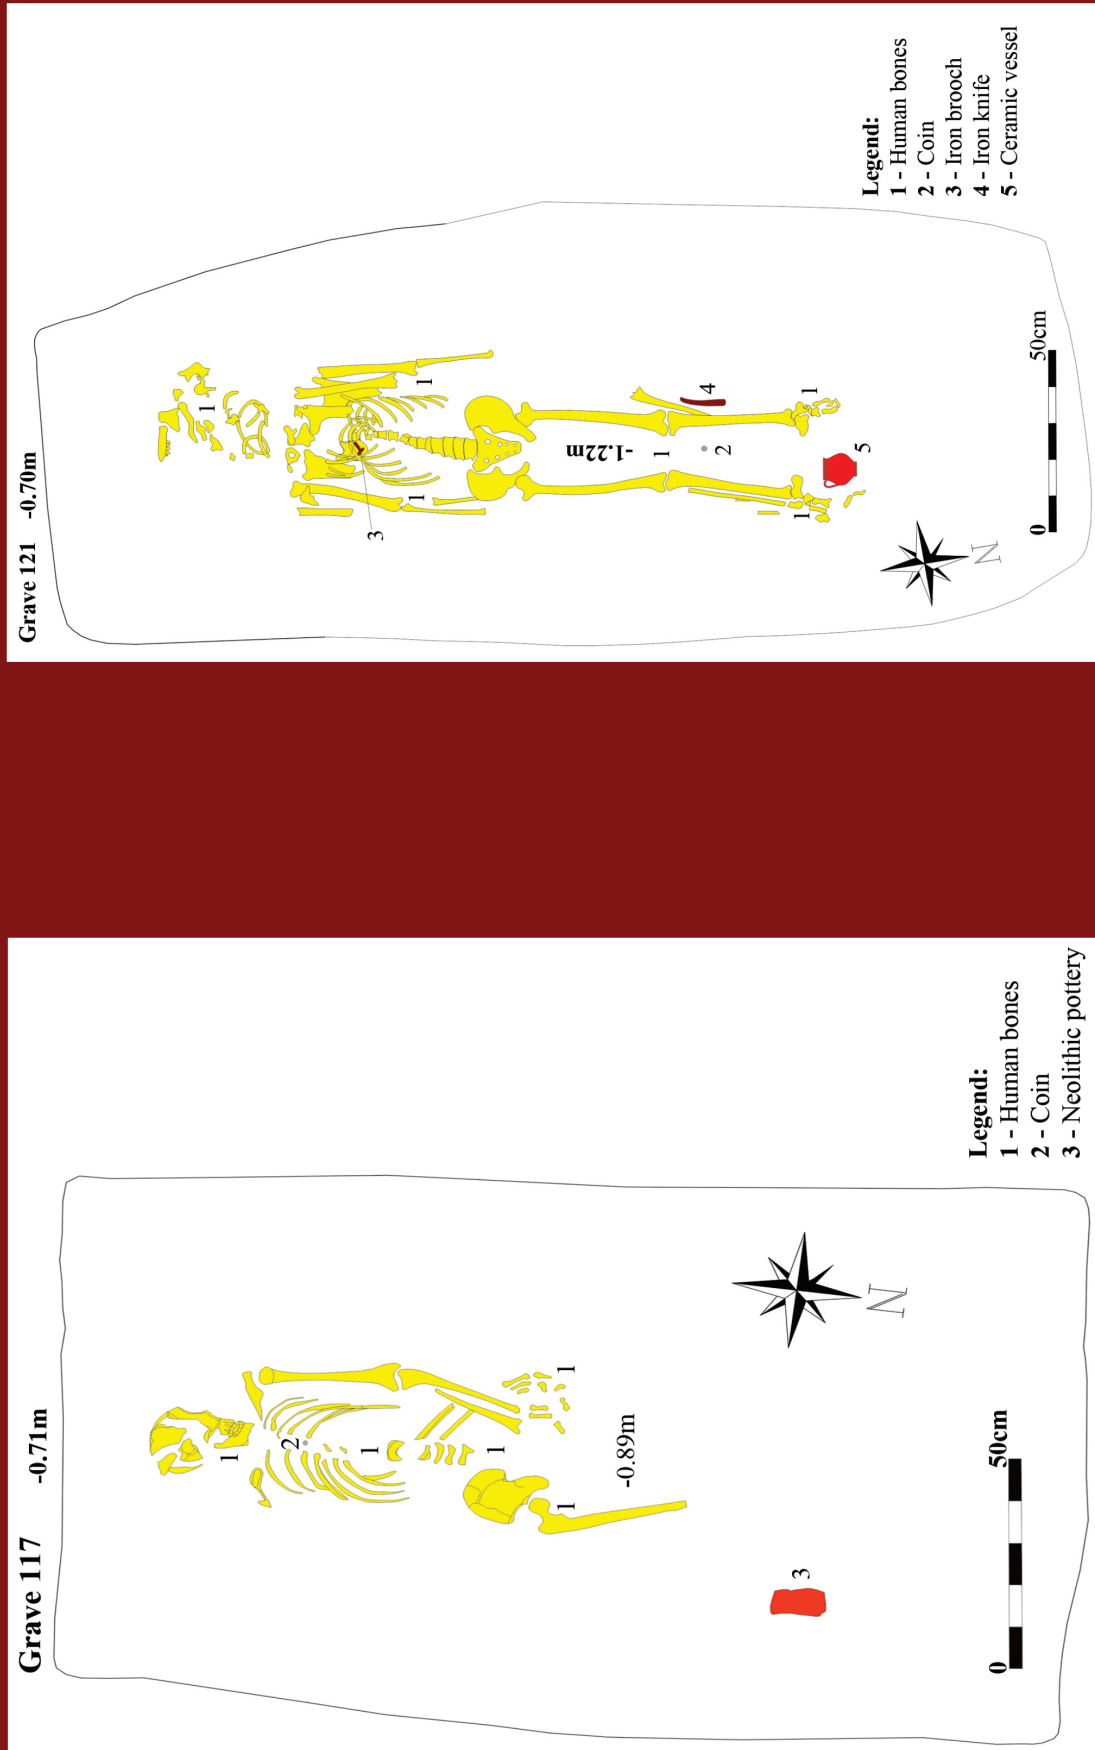 Grave 117 -0.71m
1
2
1
1
1
1
-0.89m
3
N
0 50cm
Legend:
1 - Human bones
2 - Coin
3 - Neolithic pottery
Grave 121 -0.70m
1
1
1
3
-1.22m
1
2
4
1
1
5
N
0 50cm
Legend:
1 - Human bones
2 - Coin
3 - Iron brooch
4 - Iron knife
5 - Ceramic vessel